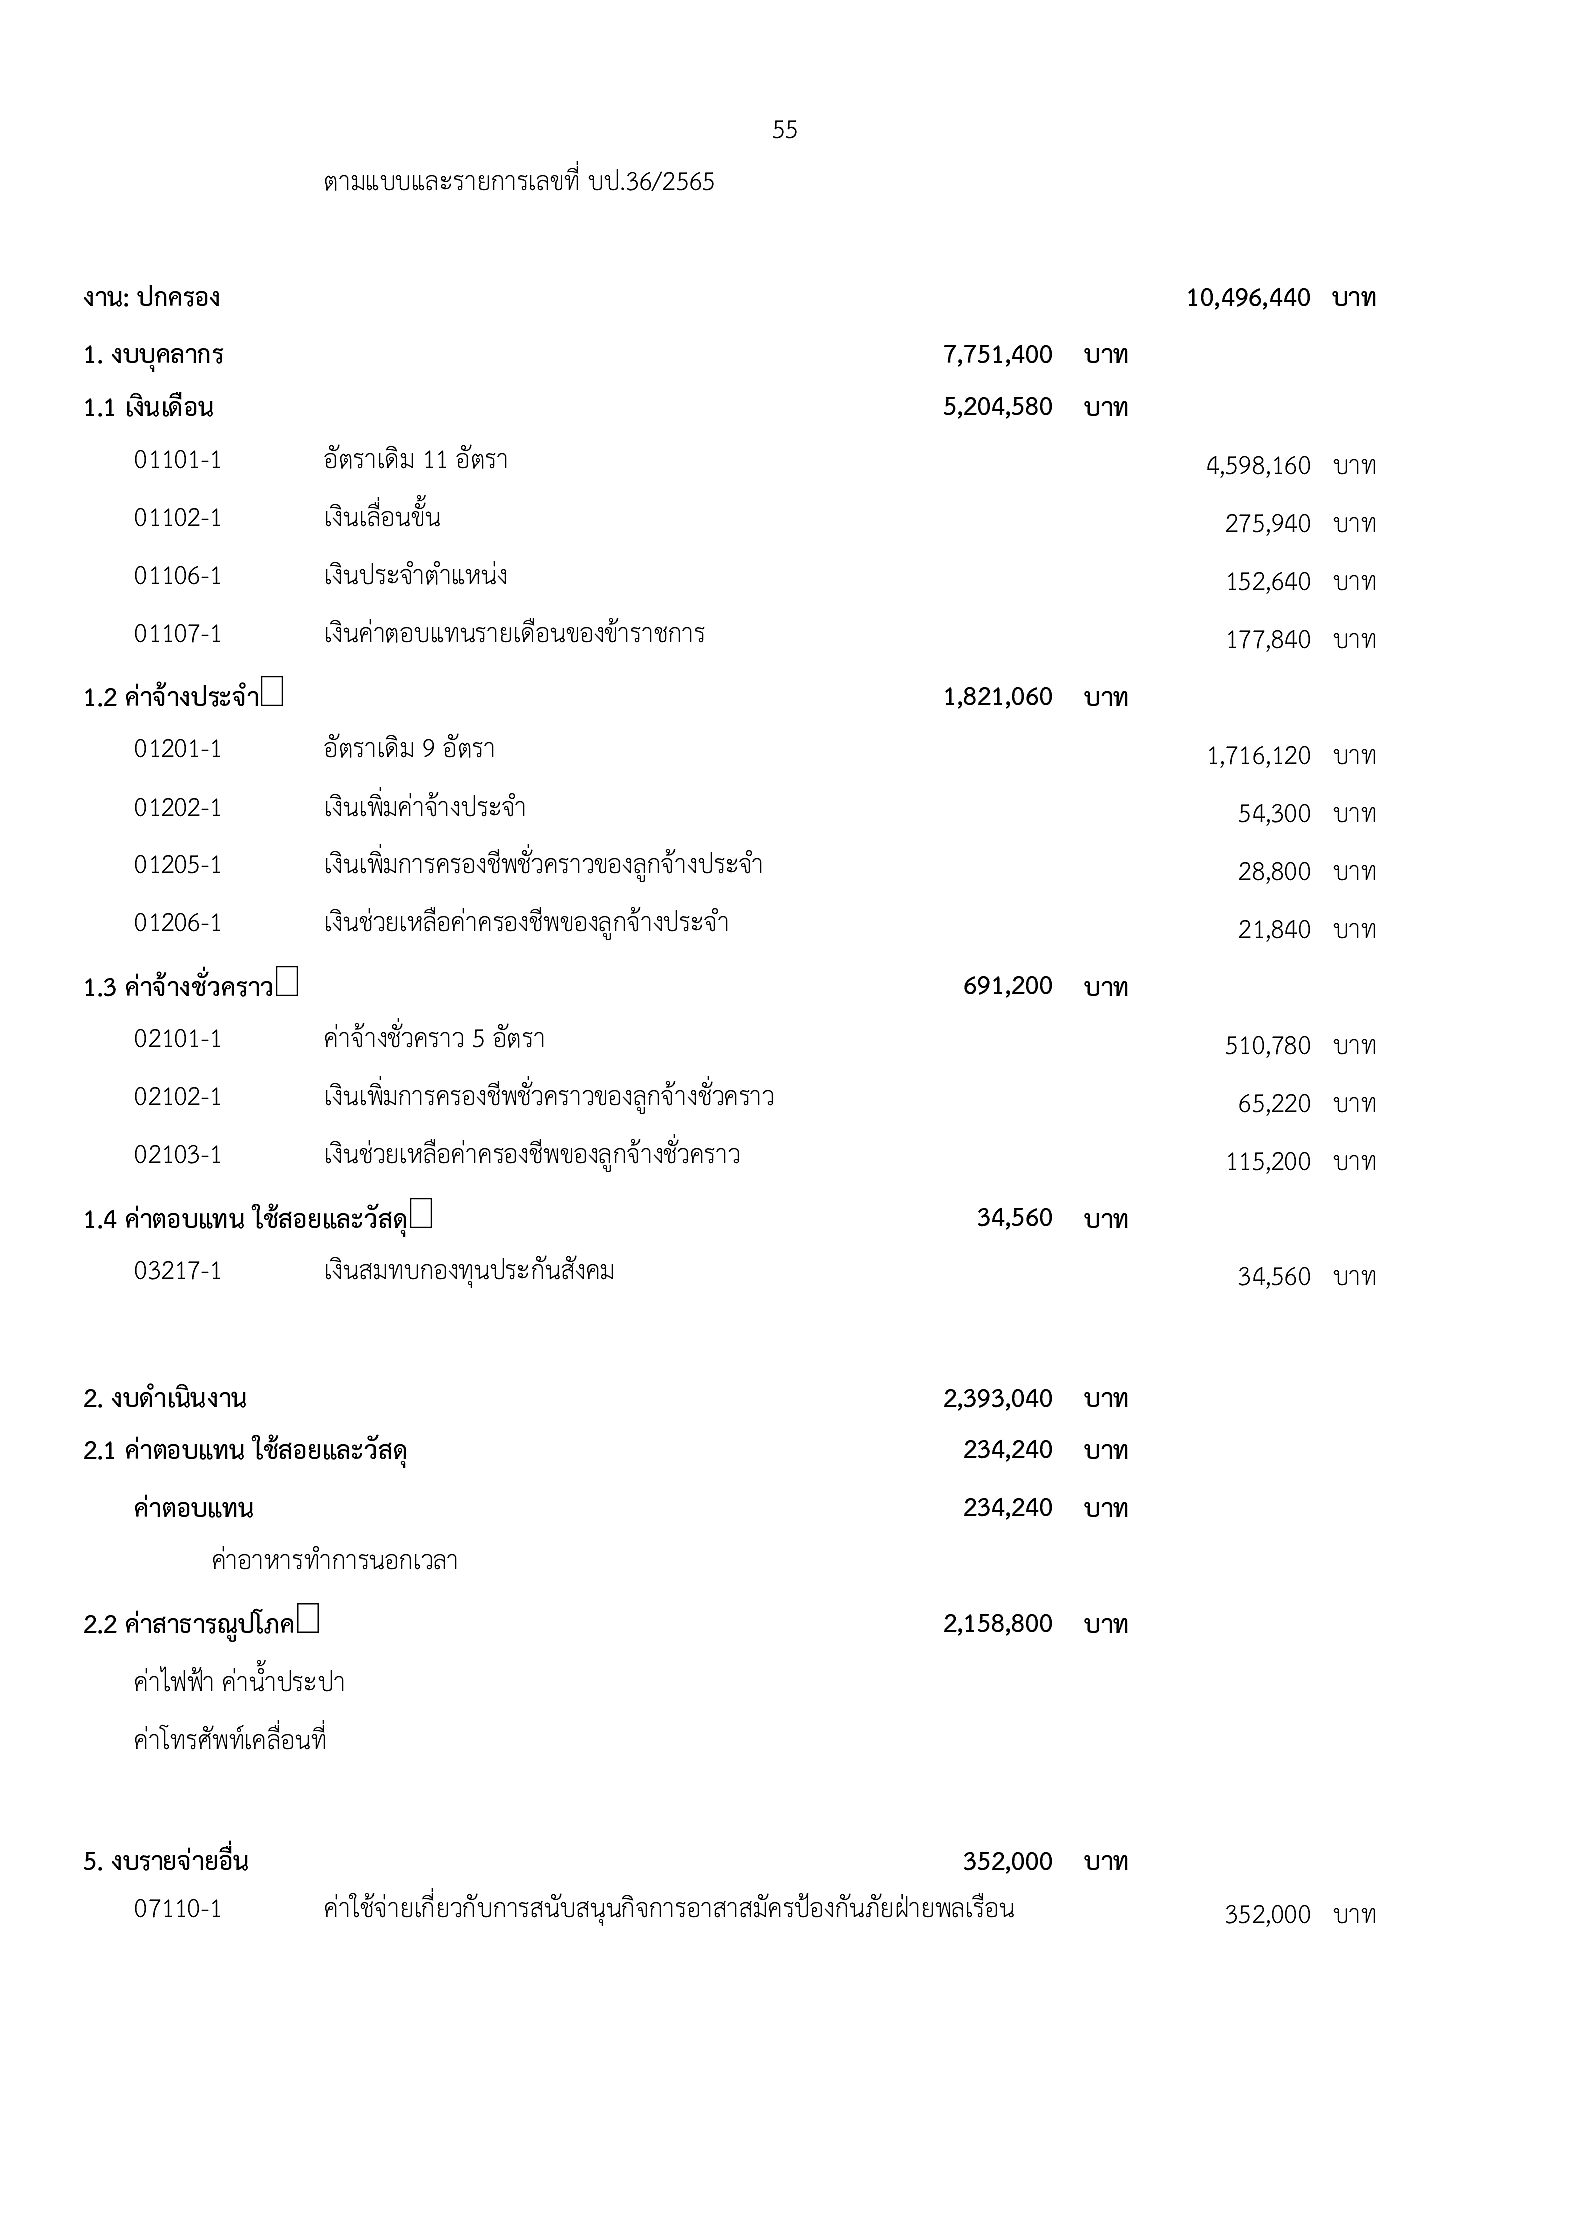 55
ตามแบบและรายการเลขที่ บป.36/2565
งาน: ปกครอง 10,496,440 บาท
1. งบบุคลากร 7,751,400 บาท
1.1 เงินเดือน 5,204,580 บาท
01101-1 อัตราเดิม 11 อัตรา 4,598,160 บาท
01102-1 เงินเลื่อนขั้น 275,940 บาท
01106-1 เงินประจำตำแหน่ง 152,640 บาท
01107-1 เงินค่าตอบแทนรายเดือนของข้าราชการ 177,840 บาท
1.2 ค่าจ้างประจำ 1,821,060 บาท
01201-1 อัตราเดิม 9 อัตรา 1,716,120 บาท
01202-1 เงินเพิ่มค่าจ้างประจำ 54,300 บาท
01205-1 เงินเพิ่มการครองชีพชั่วคราวของลูกจ้างประจำ 28,800 บาท
01206-1 เงินช่วยเหลือค่าครองชีพของลูกจ้างประจำ 21,840 บาท
1.3 ค่าจ้างชั่วคราว 691,200 บาท
02101-1 ค่าจ้างชั่วคราว 5 อัตรา 510,780 บาท
02102-1 เงินเพิ่มการครองชีพชั่วคราวของลูกจ้างชั่วคราว 65,220 บาท
02103-1 เงินช่วยเหลือค่าครองชีพของลูกจ้างชั่วคราว 115,200 บาท
1.4 ค่าตอบแทน ใช้สอยและวัสดุ 34,560 บาท
03217-1 เงินสมทบกองทุนประกันสังคม 34,560 บาท
2. งบดำเนินงาน 2,393,040 บาท
2.1 ค่าตอบแทน ใช้สอยและวัสดุ 234,240 บาท
ค่าตอบแทน 234,240 บาท
ค่าอาหารทำการนอกเวลา
2.2 ค่าสาธารณูปโภค 2,158,800 บาท
ค่าไฟฟ้า ค่าน้ำประปา
ค่าโทรศัพท์เคลื่อนที่
5. งบรายจ่ายอื่น 352,000 บาท
07110-1 ค่าใช้จ่ายเกี่ยวกับการสนับสนุนกิจการอาสาสมัครป้องกันภัยฝ่ายพลเรือน 352,000 บาท